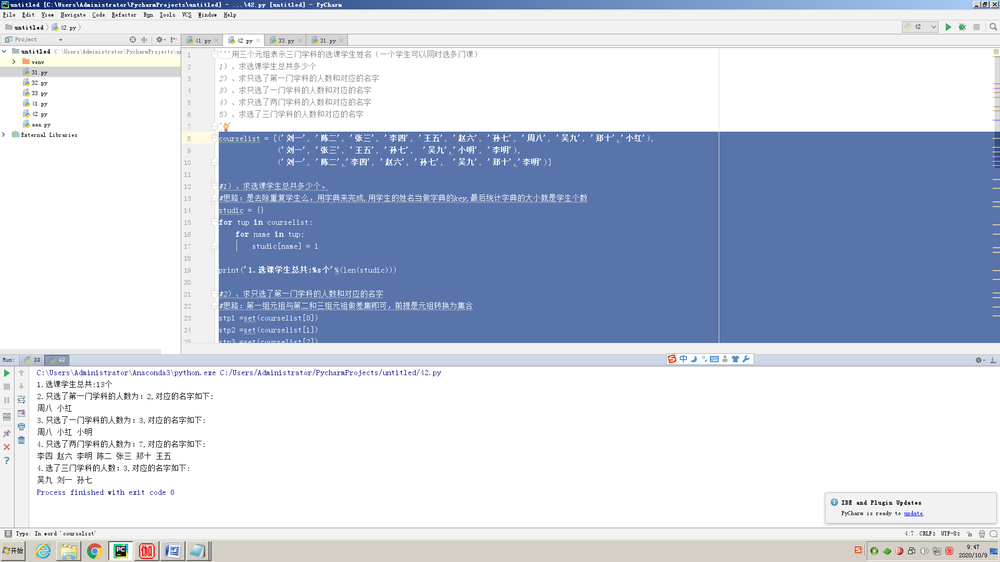 untitled [C:\Users\Administrator\PycharmProjects\untitled] - ...\42.py [untitled] - PyCharm
File Edit View Navigate Code Refactor Run Tools VCS Window Help
untitled 42.py
42
Project
41.py 42.py 33.py 31.py
untitled C:\Users\Administrator\PycharmProjects\u
venv
31.py
32.py
33.py
41.py
42.py
aaa.py
External Libraries
1 '''用三个元组表示三门学科的选课学生姓名（一个学生可以同时选多门课）
2 1）、求选课学生总共多少个
3 2）、求只选了第一门学科的人数和对应的名字
4 3）、求只选了一门学科的人数和对应的名字
5 4）、求只选了两门学科的人数和对应的名字
6 5）、求选了三门学科的人数和对应的名字
7 '''
8 courselist = [('刘一', '陈二', '张三', '李四', '王五', '赵六', '孙七', '周八', '吴九', '郑十','小红'),
9 ('刘一', '张三', '王五', '孙七', '吴九','小明', '李明'),
10 ('刘一', '陈二','李四', '赵六', '孙七', '吴九', '郑十','李明')]
11
12 #1）、求选课学生总共多少个。
13 #思路：是去除重复学生么，用字典来完成,用学生的姓名当做字典的key,最后统计字典的大小就是学生个数
14 studic = {}
15 for tup in courselist:
16 for name in tup:
17 studic[name] = 1
18
19 print('1.选课学生总共:%s个'%(len(studic)))
20
21 #2）、求只选了第一门学科的人数和对应的名字
22 #思路：第一组元祖与第二和三组元祖做差集即可，前提是元祖转换为集合
23 stp1 =set(courselist[0])
24 stp2 =set(courselist[1])
25 stp3 =set(courselist[2])
Run: 33 42
中
C:\Users\Administrator\Anaconda3\python.exe C:/Users/Administrator/PycharmProjects/untitled/42.py
1.选课学生总共:13个
2.只选了第一门学科的人数为：2,对应的名字如下:
周八 小红
3.只选了一门学科的人数为：3,对应的名字如下:
周八 小红 小明
4.只选了两门学科的人数为：7,对应的名字如下:
李四 赵六 李明 陈二 张三 郑十 王五
4.选了三门学科的人数：3,对应的名字如下:
吴九 刘一 孙七
Process finished with exit code 0
IDE and Plugin Updates
PyCharm is ready to update.
Typo: In word 'courselist'
4:7 CRLF UTF-8
开始
9:47
2020/10/9